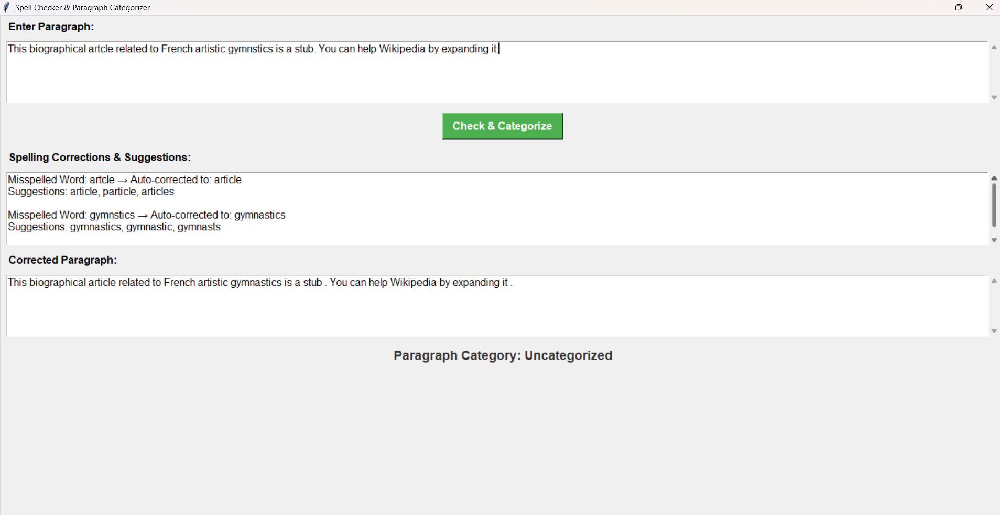 Spell Checker & Paragraph Categorizer
Enter Paragraph:
This biographical artcle related to French artistic gymnstics is a stub. You can help Wikipedia by expanding it.
Check & Categorize
Spelling Corrections & Suggestions:
Misspelled Word: artcle → Auto-corrected to: article
Suggestions: article, particle, articles
Misspelled Word: gymnstics → Auto-corrected to: gymnastics
Suggestions: gymnastics, gymnastic, gymnasts
Corrected Paragraph:
This biographical article related to French artistic gymnastics is a stub . You can help Wikipedia by expanding it .
Paragraph Category: Uncategorized